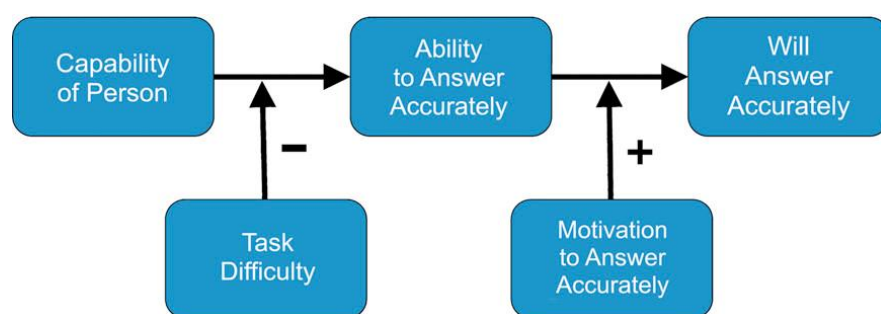 Capability
of Person
Ability
to Answer
Accurately
Will
Answer
Accurately
-
+
Task
Difficulty
Motivation
to Answer
Accurately